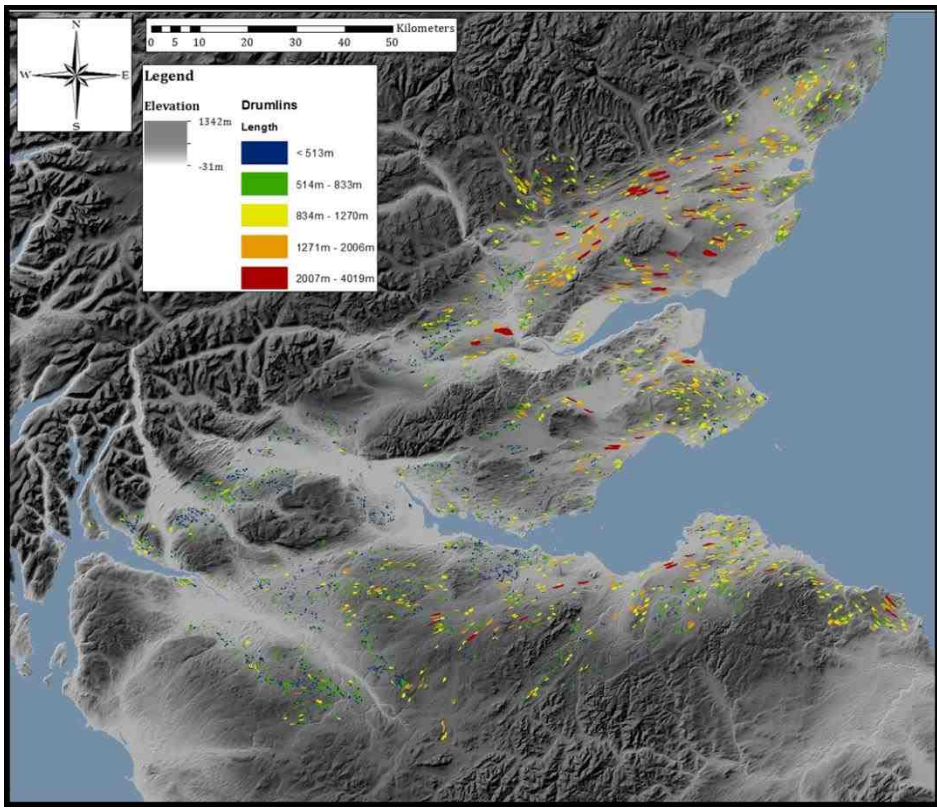 N
W E
S
Kilometers
0 5 10 20 30 40 50
Legend
Elevation
1342m
-31m
Drumlins
Length
< 513m
514m - 833m
834m - 1270m
1271m - 2006m
2007m - 4019m